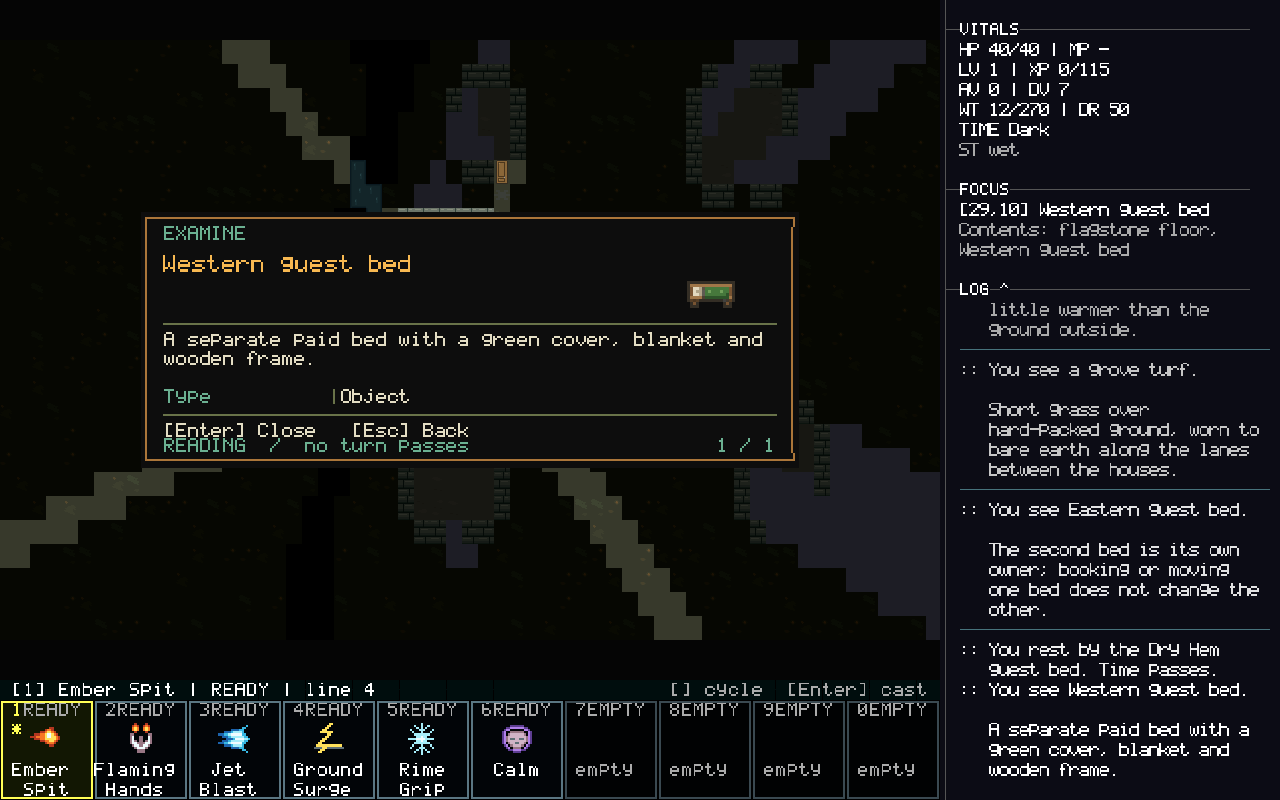 VITALS
HP 40/40 | MP -
LV 1 | XP 0/115
AV 0 | DV 7
WT 12/270 | DR 50
TIME Dark
ST wet
FOCUS
[29,10] Western guest bed
Contents: flagstone floor,
Western guest bed
LOG ^
little warmer than the
ground outside.
:: You see a grove turf.
Short grass over
hard-packed ground, worn to
bare earth along the lanes
between the houses.
:: You see Eastern guest bed.
The second bed is its own
owner; booking or moving
one bed does not change the
other.
:: You rest by the Dry Hem
guest bed. Time Passes.
:: You see Western guest bed.
A separate paid bed with a
green cover, blanket and
wooden frame.
EXAMINE
Western guest bed
A separate paid bed with a green cover, blanket and
wooden frame.
Type |Object
[Enter] Close [Esc] Back
READING / no turn Passes 1 / 1
[1] Ember Spit | READY | line 4 [] cycle [Enter] cast
1READY 2READY 3READY 4READY 5READY 6READY 7EMPTY 8EMPTY 9EMPTY 0EMPTY
*
Ember Flaming Jet Ground Rime Calm empty empty empty empty
Spit Hands Blast Surge Grip